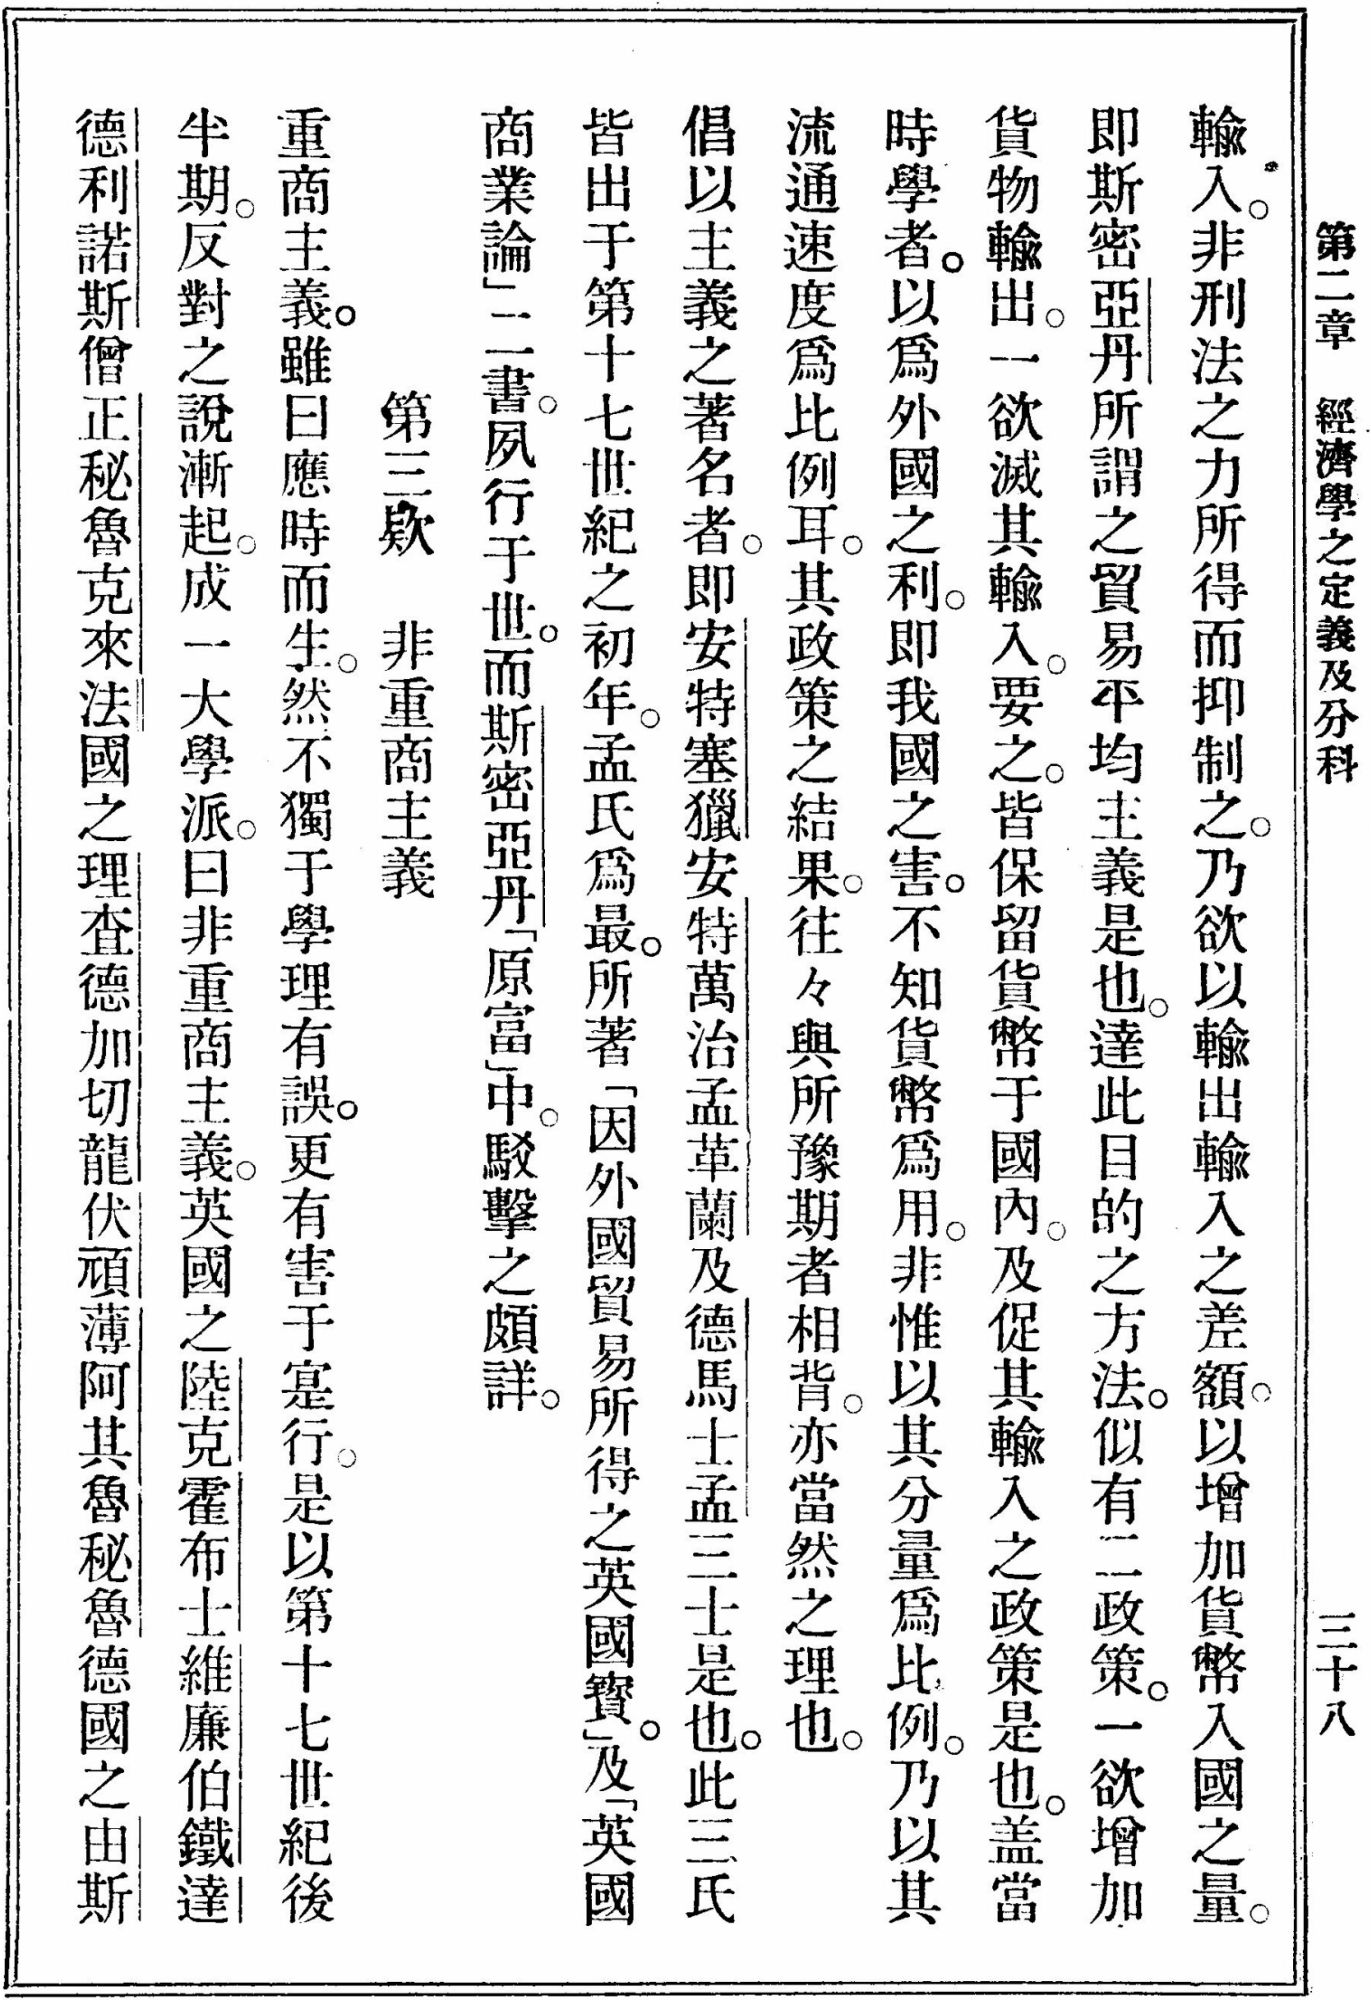 第二章　經濟學之定義及分科　三十八
輸入。非刑法之力所得而抑制之。乃欲以輸出輸入之差額。以增加貨幣入國之量。
即斯密亞丹所謂之貿易平均主義是也。達此目的之方法。似有二政策。一欲增加
貨物輸出。一欲減其輸入。要之。皆保留貨幣于國內。及促其輸入之政策是也。盖當
時學者。以爲外國之利。即我國之害。不知貨幣爲用。非惟以其分量爲比例。乃以其
流通速度爲比例耳。其政策之結果。往々與所豫期者相背。亦當然之理也。
倡以主義之著名者。即安特塞獵安特萬治孟革蘭及德馬士孟三士是也。此三氏
皆出于第十七世紀之初年。孟氏爲最。所著「因外國貿易所得之英國寶」。及「英國
商業論」二書。夙行于世。而斯密亞丹「原富」中。駁擊之頗詳。
第三欵　非重商主義
重商主義。雖曰應時而生。然不獨于學理有誤。更有害于寔行。是以第十七世紀後
半期。反對之說漸起。成一大學派。曰非重商主義。英國之陸克霍布士維廉伯鐵達
德利諾斯僧正秘魯克來法國之理査德加切龍伏頑薄阿其魯秘魯德國之由斯